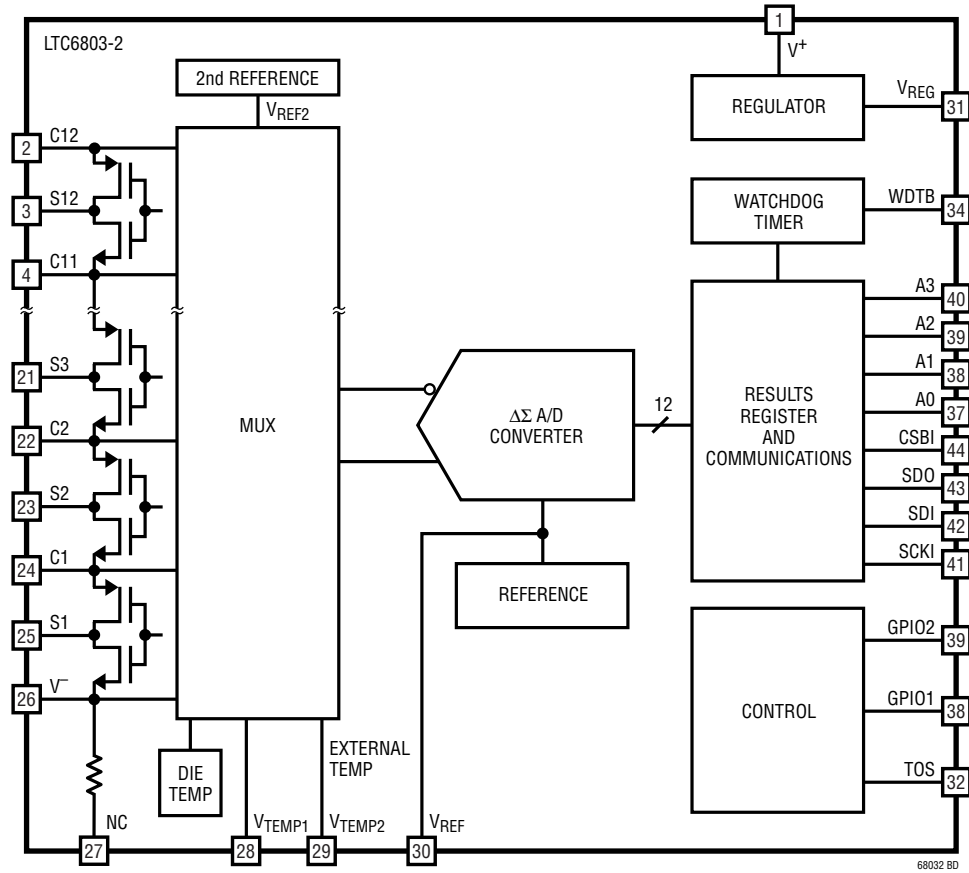 LTC6803-2
1
V+
2nd REFERENCE
VREF2
REGULATOR
VREG
31
2
C12
3
S12
4
C11
WATCHDOG
TIMER
WDTB
34
21
S3
22
C2
23
S2
24
C1
25
S1
26
V–
MUX
ΔΣ A/D
CONVERTER
12
RESULTS
REGISTER
AND
COMMUNICATIONS
A3
40
A2
39
A1
38
A0
37
CSBI
44
SDO
43
SDI
42
SCKI
41
REFERENCE
CONTROL
GPIO2
39
GPIO1
38
TOS
32
DIE
TEMP
EXTERNAL
TEMP
NC
27
VTEMP1
28
VTEMP2
29
VREF
30
68032 BD